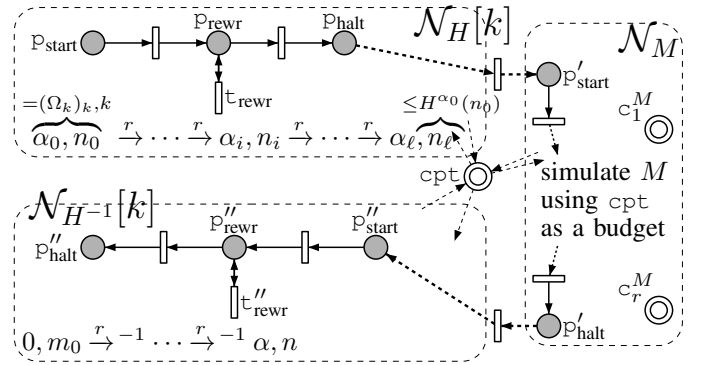 𝒩_H[k]
p_start p_rewr p_halt
t_rewr
=(Ω_k)_k, k ≤H^{α_0}(n_0)
α_0, n_0 →^r ⋯ →^r α_i, n_i →^r ⋯ →^r α_ℓ, n_ℓ
cpt
𝒩_M
p′_start
c_1^M
simulate M
using cpt
as a budget
c_r^M
p′_halt
𝒩_{H^{-1}}[k]
p″_halt p″_rewr p″_start
t″_rewr
0, m_0 →^r ^{-1} ⋯ →^r ^{-1} α, n